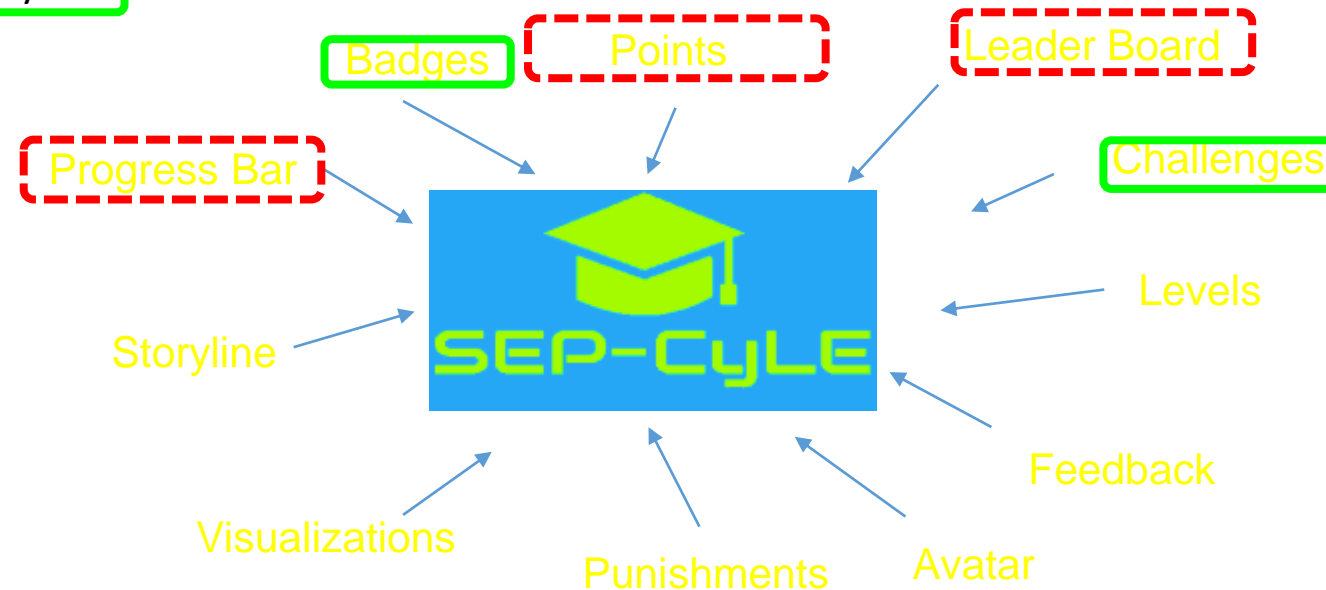 Badges
Points
Leader Board
Progress Bar
Challenges
Levels
Storyline
SEP-CyLE
Feedback
Visualizations
Punishments
Avatar